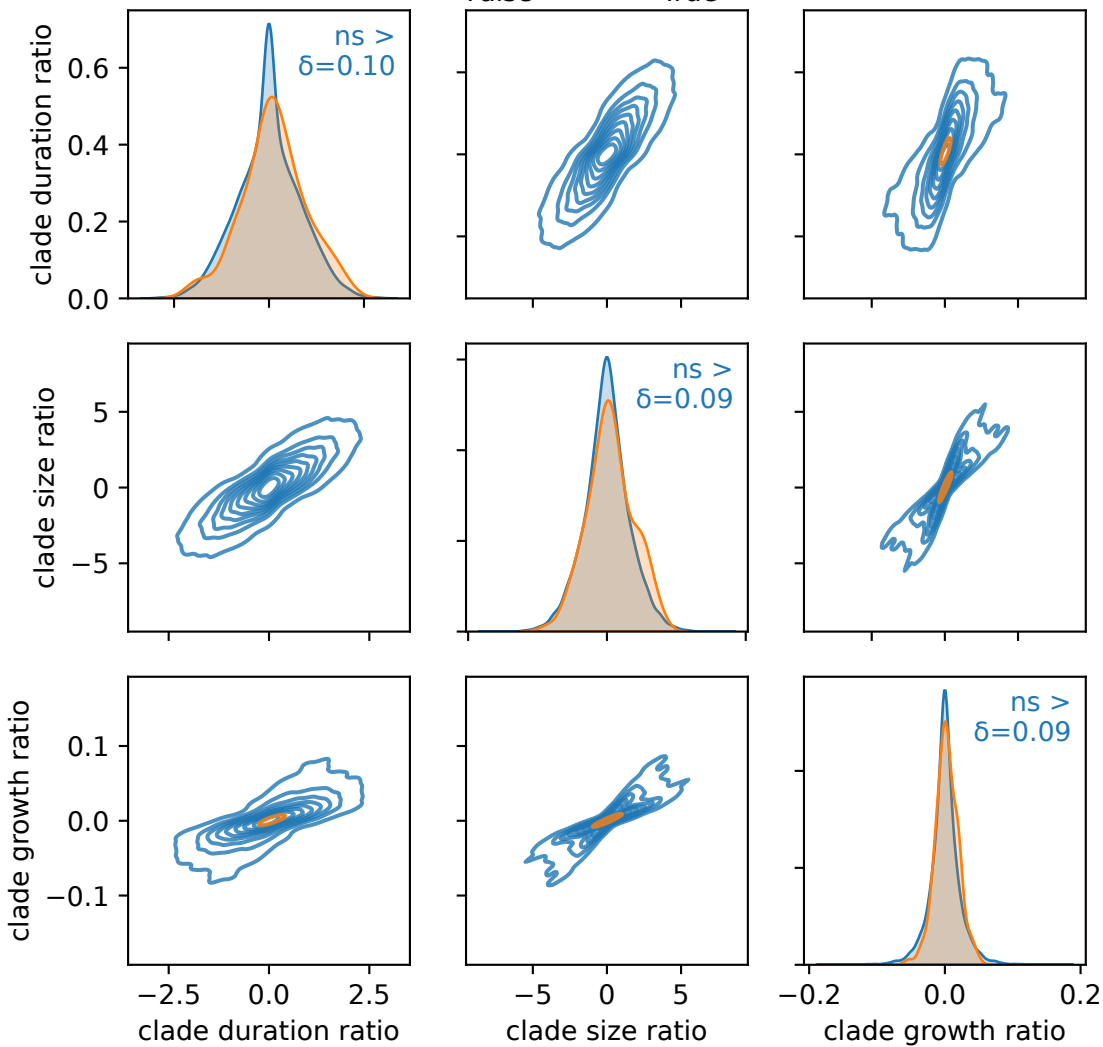 ns >
δ=0.10
clade duration ratio
0.6
0.4
0.2
0.0
ns >
δ=0.09
clade size ratio
5
0
−5
ns >
δ=0.09
clade growth ratio
0.1
0.0
−0.1
−2.5 0.0 2.5
−5 0 5
−0.2 0.0 0.2
clade duration ratio
clade size ratio
clade growth ratio